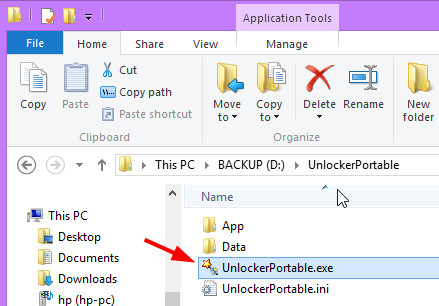 Application Tools
File Home Share View Manage
Copy Paste Cut Copy path Paste shortcut Move to Copy to Delete Rename New folder
Clipboard Organize
This PC BACKUP (D:) UnlockerPortable
Name
This PC
Desktop
Documents
Downloads
hp (hp-pc)
App
Data
UnlockerPortable.exe
UnlockerPortable.ini